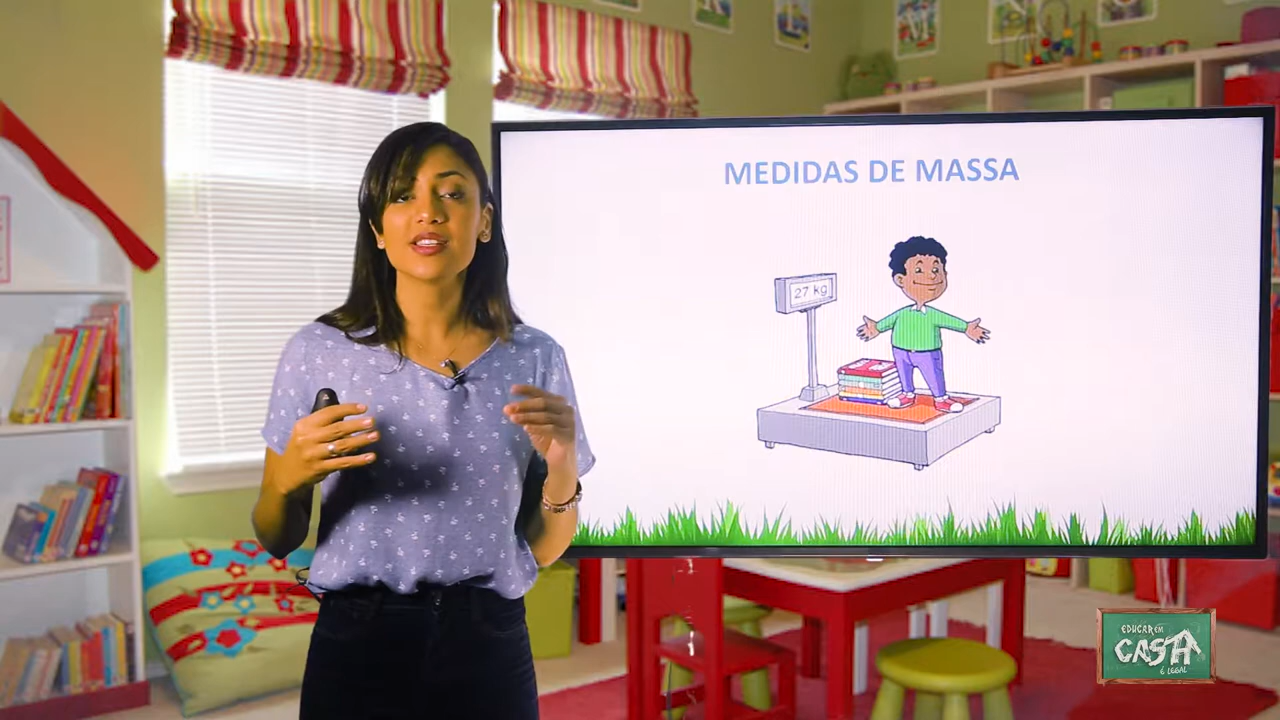 MEDIDAS DE MASSA
27 kg
EDUCAR EM
CASA
É LEGAL